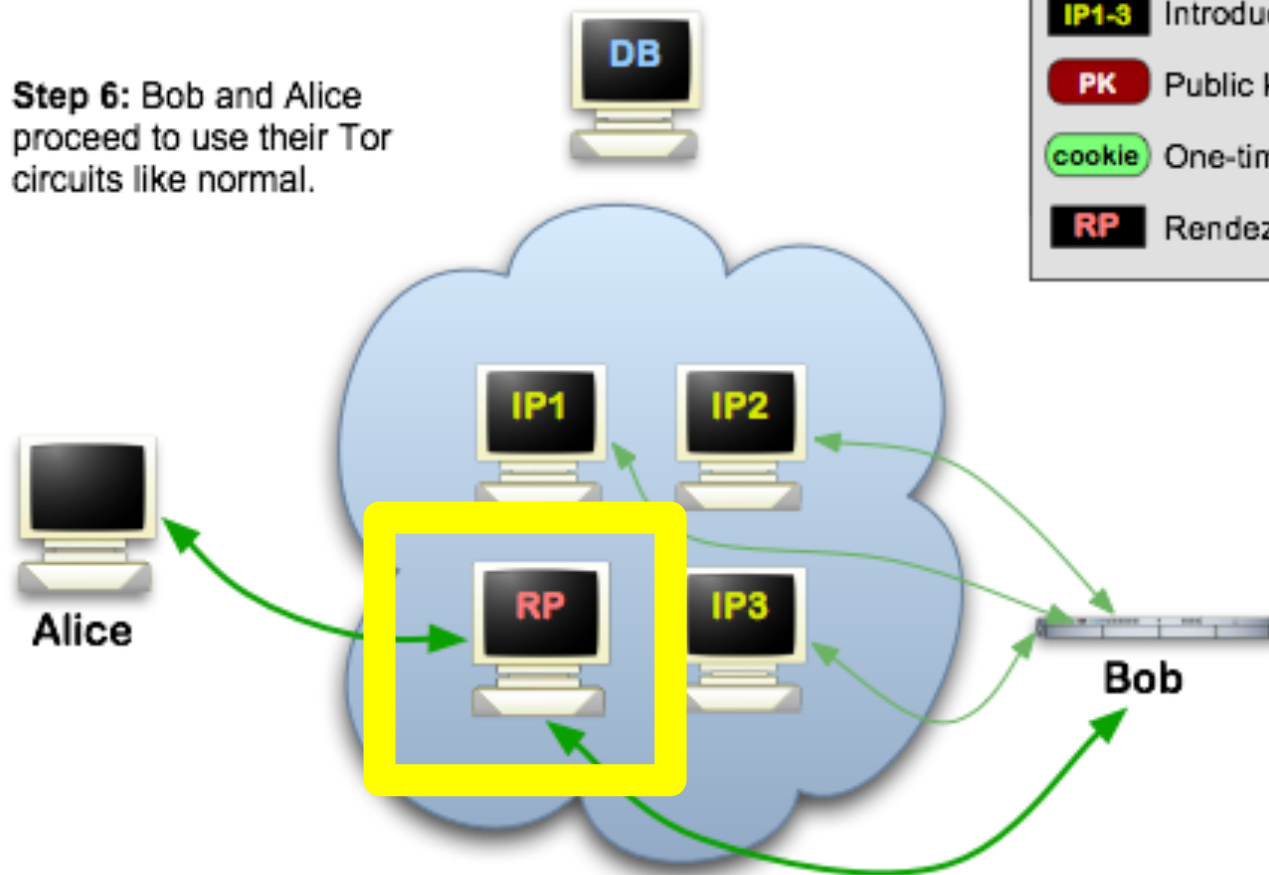 Step 6: Bob and Alice
proceed to use their Tor
circuits like normal.
DB
IP1-3
PK Public
cookie
RP
IP1
IP2
RP
IP3
Alice
Bob